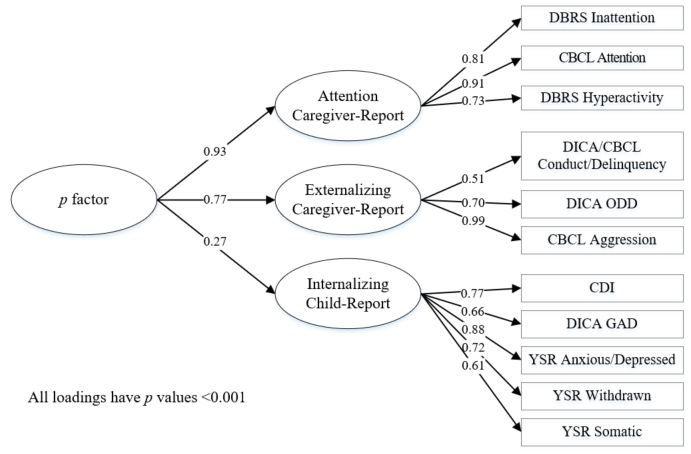 DBRS Inattention
0.81
CBCL Attention
0.91
Attention
Caregiver-Report
0.73
DBRS Hyperactivity
0.93
DICA/CBCL
Conduct/Delinquency
0.51
p factor
0.77
Externalizing
Caregiver-Report
0.70
DICA ODD
0.99
CBCL Aggression
0.27
Internalizing
Child-Report
0.77
CDI
0.66
DICA GAD
0.88
YSR Anxious/Depressed
0.72
0.61
YSR Withdrawn
All loadings have p values <0.001
YSR Somatic